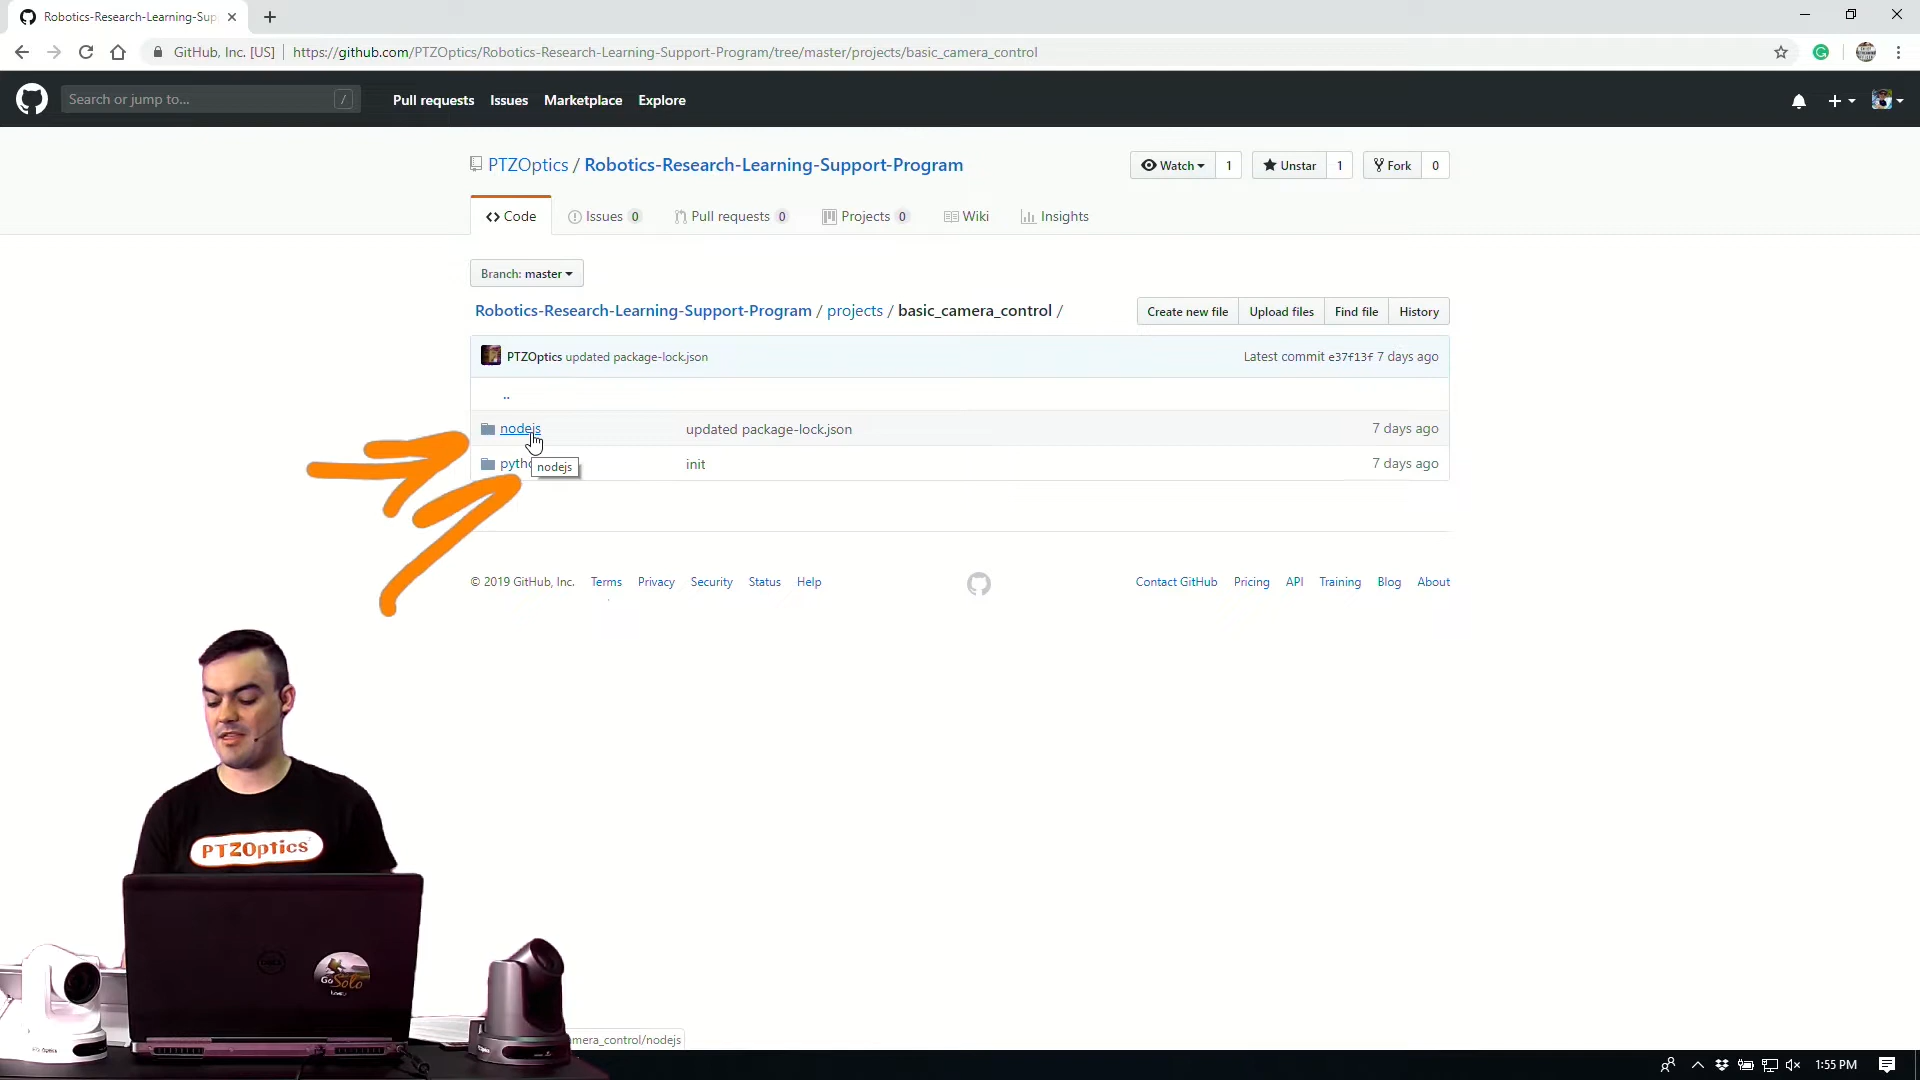 Robotics-Research-Learning-Sup
GitHub, Inc. [US] https://github.com/PTZOptics/Robotics-Research-Learning-Support-Program/tree/master/projects/basic_camera_control
Search or jump to... / Pull requests Issues Marketplace Explore
PTZOptics / Robotics-Research-Learning-Support-Program Watch 1 Unstar 1 Fork 0
Code Issues 0 Pull requests 0 Projects 0 Wiki Insights
Branch: master
Robotics-Research-Learning-Support-Program / projects / basic_camera_control / Create new file Upload files Find file History
PTZOptics updated package-lock.json Latest commit e37f13f 7 days ago
..
nodejs updated package-lock.json 7 days ago
pytho init 7 days ago
nodejs
© 2019 GitHub, Inc. Terms Privacy Security Status Help Contact GitHub Pricing API Training Blog About
PTZOptics
DELL
Go Solo
amera_control/nodejs
1:55 PM